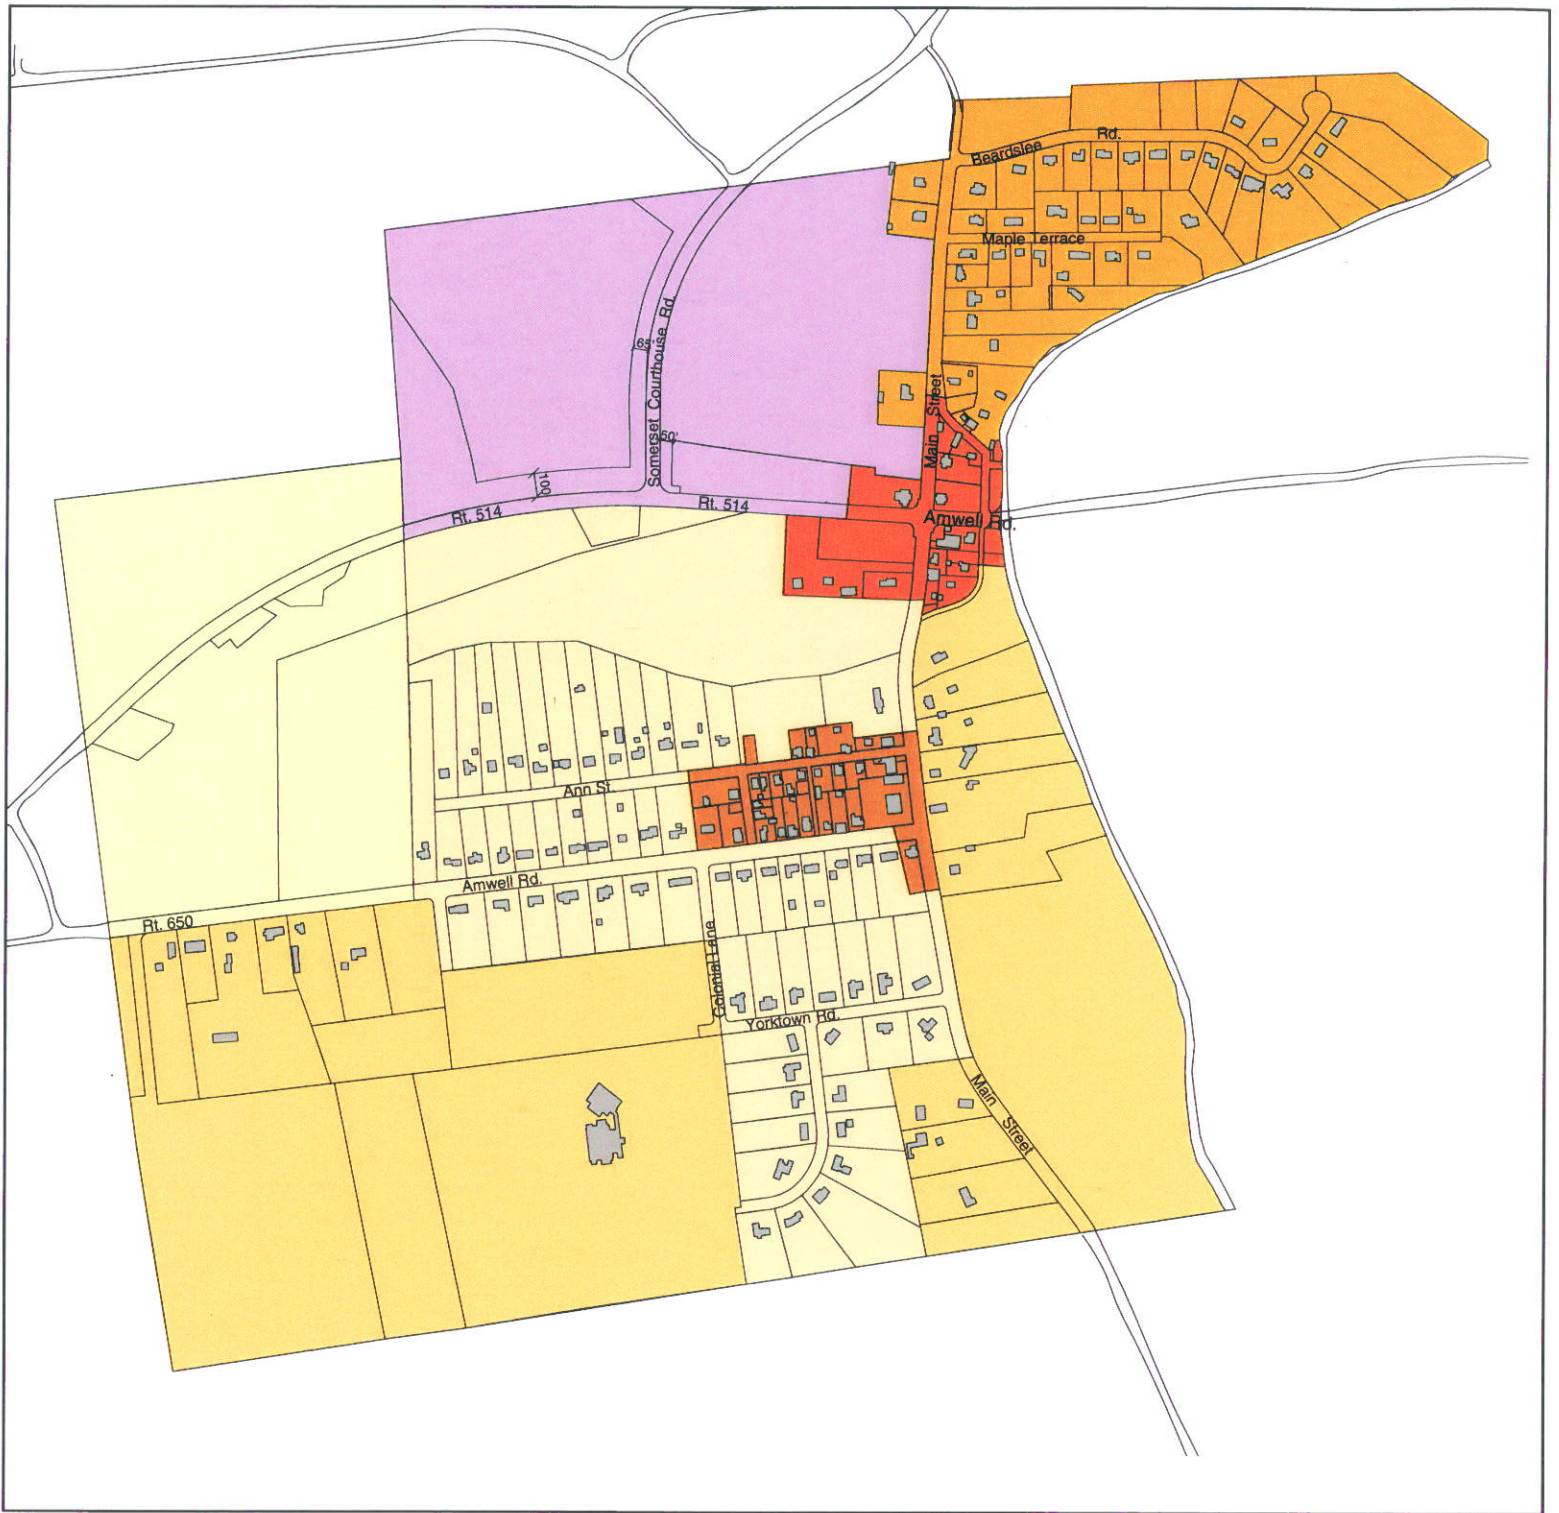 Beardslee Rd.
Maple Terrace
65'
Somerset Courthouse Rd.
Main Street
50'
100'
Rt. 514
Rt. 514
Amwell Rd.
Ann St.
Amwell Rd.
Rt. 650
Colonial Lane
Yorktown Rd.
Main Street